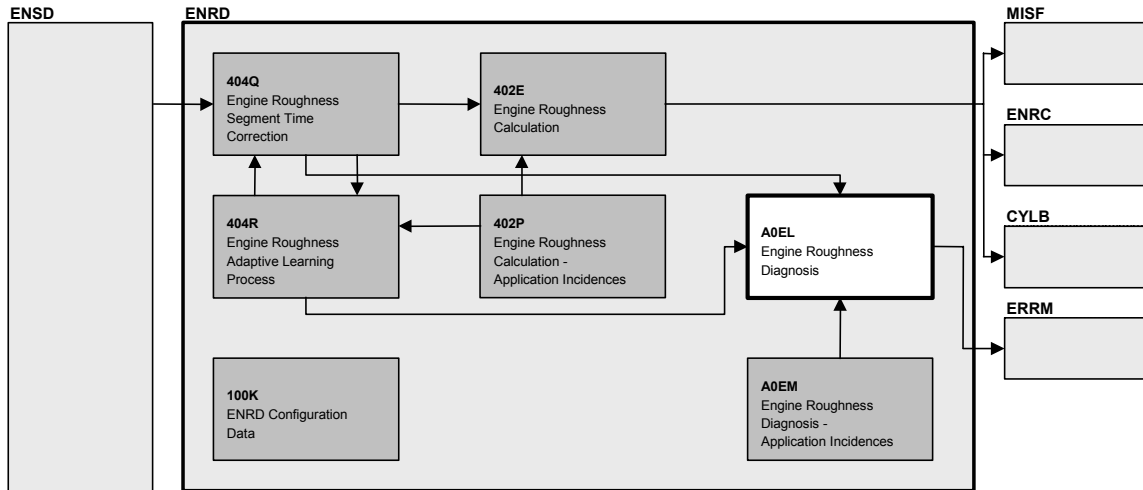 ENSD
ENRD
MISF
404Q
Engine Roughness
Segment Time
Correction
402E
Engine Roughness
Calculation
ENRC
404R
Engine Roughness
Adaptive Learning
Process
402P
Engine Roughness
Calculation -
Application Incidences
A0EL
Engine Roughness
Diagnosis
CYLB
ERRM
100K
ENRD Configuration
Data
A0EM
Engine Roughness
Diagnosis -
Application Incidences